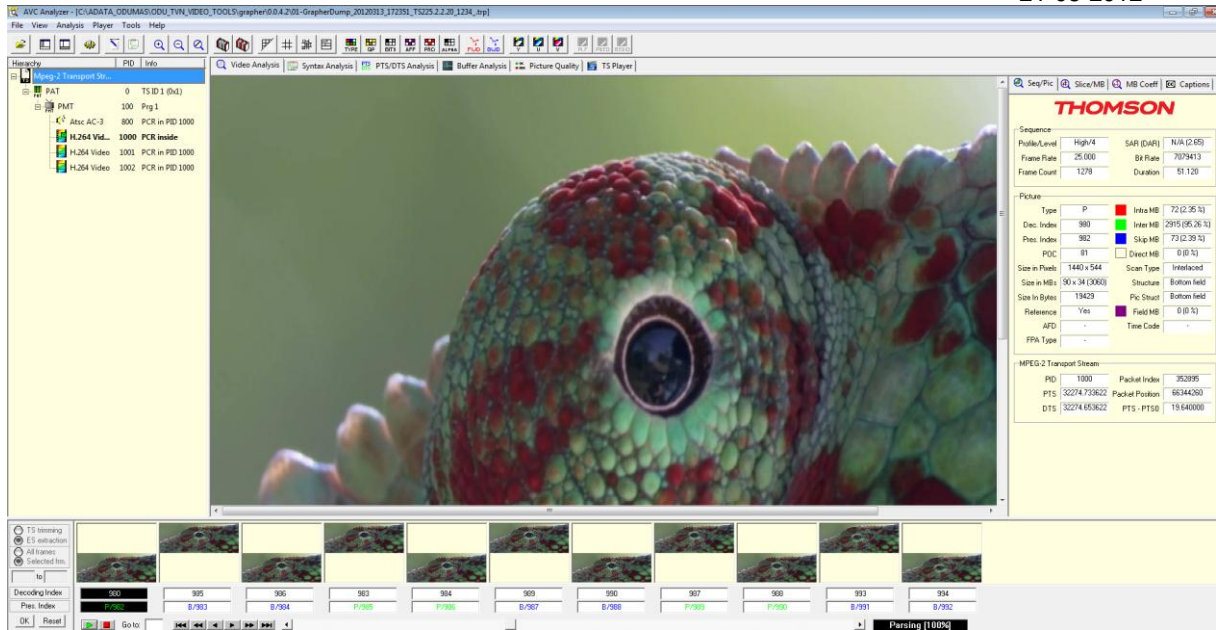 21-03-2012
AVC Analyzer - [C:\ADATA_ODUMAS\ODU_TVN_VIDEO_TOOLS\grapher\0.0.4.2\01-GrapherDump_20120313_172351_TS225.2.2.20_1234_.trp]
File View Analysis Player Tools Help
TYPE QP BITS AFF PRD ALPHA FWD BWD Y U V
Hierarchy PID Info
Video Analysis Syntax Analysis PTS/DTS Analysis Buffer Analysis Picture Quality TS Player
Seq/Pic Slice/MB MB Coeff Captions
Mpeg-2 Transport Str...
PAT 0 TS ID 1 (0x1)
PMT 100 Prg 1
Atsc AC-3 800 PCR in PID 1000
H.264 Vid... 1000 PCR inside
H.264 Video 1001 PCR in PID 1000
H.264 Video 1002 PCR in PID 1000
THOMSON
Sequence
Profile/Level High/4 SAR (DAR) N/A (2.65)
Frame Rate 25.000 Bit Rate 7079413
Frame Count 1278 Duration 51.120
Picture
Type P Intra MB 72 (2.35 %)
Dec. Index 980 Inter MB 2915 (95.26 %)
Pres. Index 982 Skip MB 73 (2.39 %)
POC 81 Direct MB 0 (0 %)
Size in Pixels 1440 x 544 Scan Type Interlaced
Size in MBs 90 x 34 (3060) Structure Bottom field
Size In Bytes 19429 Pic Struct Bottom field
Reference Yes Field MB 0 (0 %)
AFD - Time Code -
FPA Type -
MPEG-2 Transport Stream
PID 1000 Packet Index 352895
PTS 32274.733622 Packet Position 66344260
DTS 32274.653622 PTS - PTS0 19.640000
TS trimming
ES extraction
All frames
Selected frm.
to
Decoding Index 980 985 986 983 984 989 990 987 988 993 994
Pres. Index P/982 B/983 B/984 P/985 P/986 B/987 B/988 P/989 P/990 B/991 B/992
OK Reset Go to: Parsing [100%]